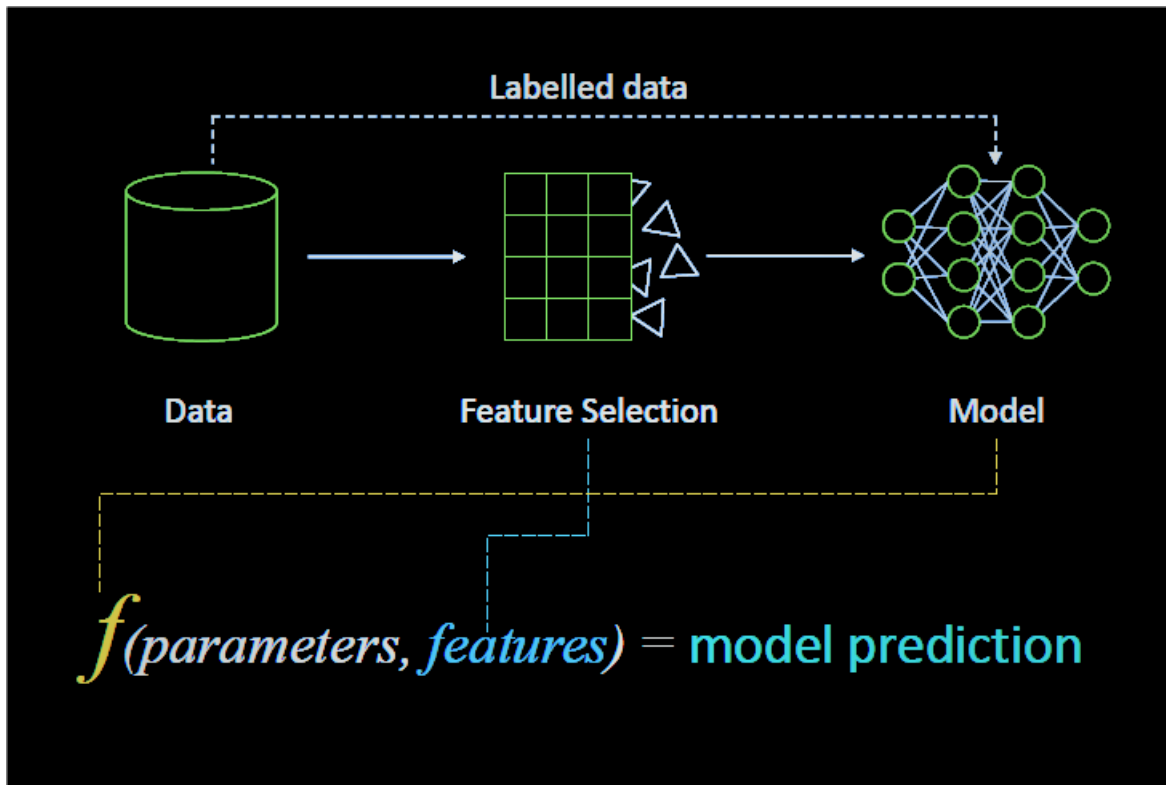 Labelled data
Data
Feature Selection
Model
f(parameters, features) = model prediction